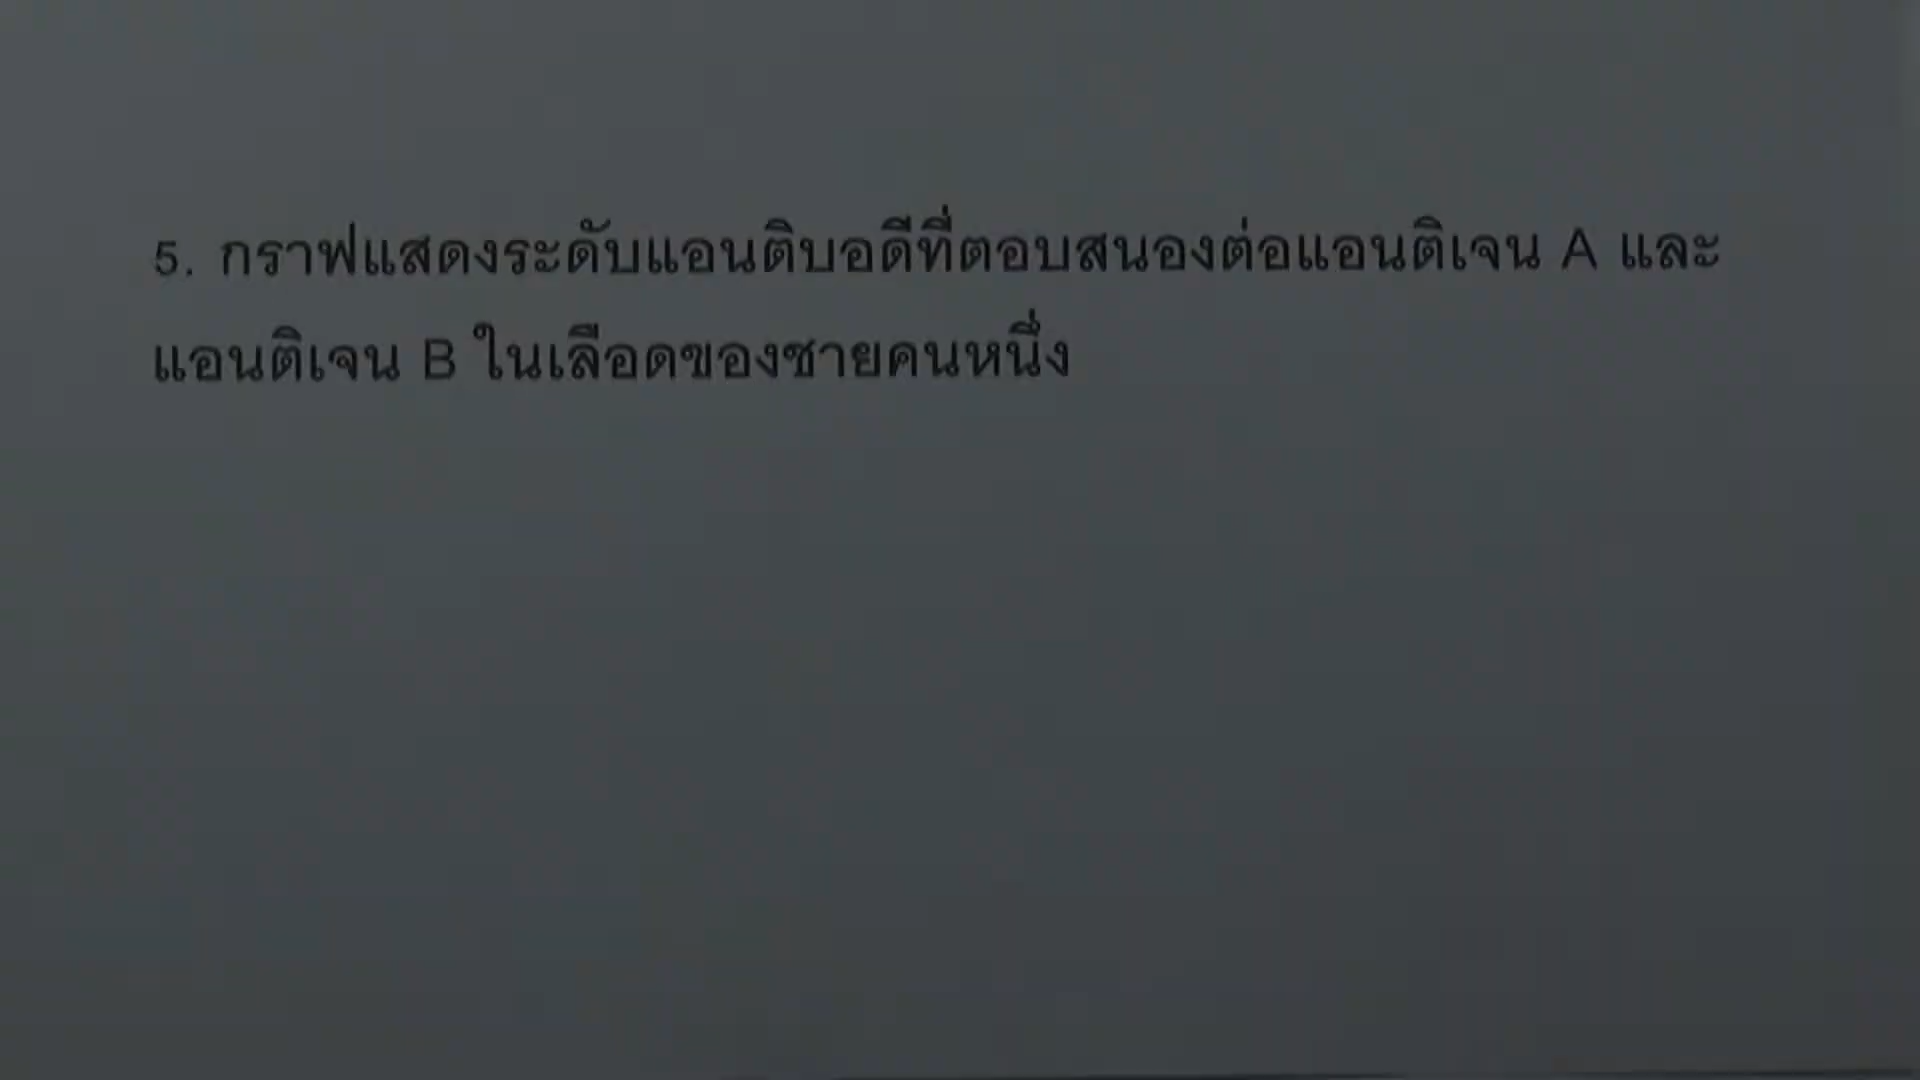 5. กราฟแสดงระดับแอนติบอดีที่ตอบสนองต่อแอนติเจน A และ
แอนติเจน B ในเลือดของชายคนหนึ่ง